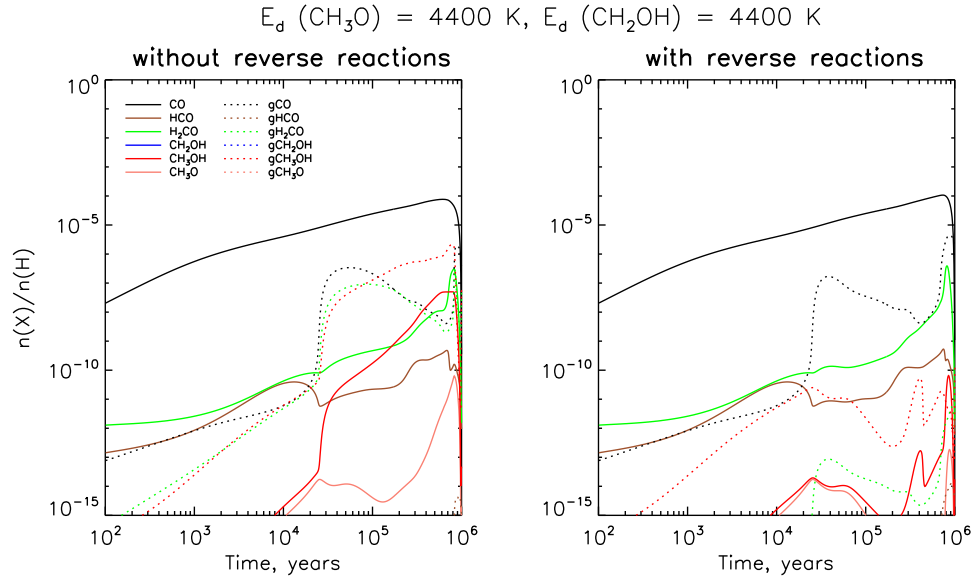 E_d (CH₃O) = 4400 K, E_d (CH₂OH) = 4400 K
without reverse reactions
with reverse reactions
n(X)/n(H)
10⁰
10⁻⁵
10⁻¹⁰
10⁻¹⁵
CO
HCO
H₂CO
CH₂OH
CH₃OH
CH₃O
gCO
gHCO
gH₂CO
gCH₂OH
gCH₃OH
gCH₃O
10² 10³ 10⁴ 10⁵ 10⁶
Time, years
10⁰
10⁻⁵
10⁻¹⁰
10⁻¹⁵
10² 10³ 10⁴ 10⁵ 10⁶
Time, years